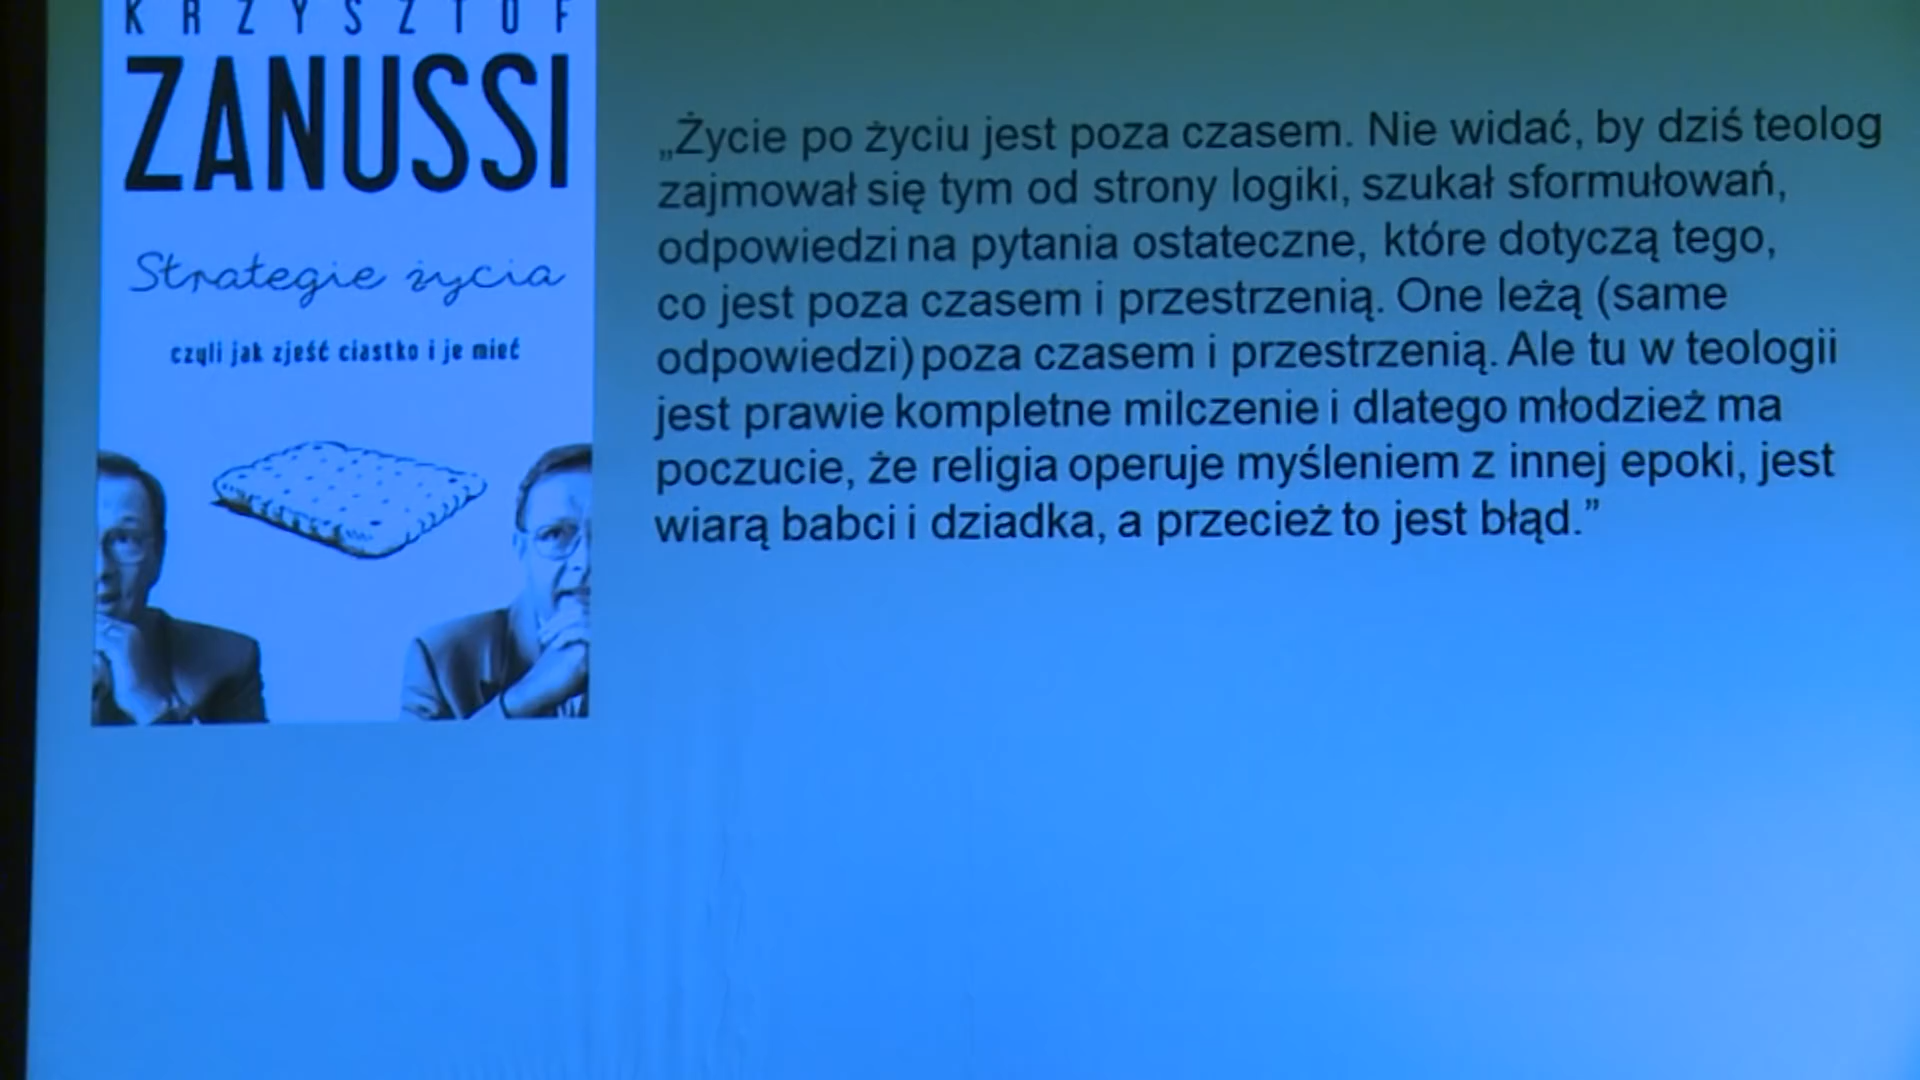 KRZYSZTOF
ZANUSSI
Strategie życia
czyli jak zjeść ciastko i je mieć
„Życie po życiu jest poza czasem. Nie widać, by dziś teolog
zajmował się tym od strony logiki, szukał sformułowań,
odpowiedzi na pytania ostateczne, które dotyczą tego,
co jest poza czasem i przestrzenią. One leżą (same
odpowiedzi) poza czasem i przestrzenią. Ale tu w teologii
jest prawie kompletne milczenie i dlatego młodzież ma
poczucie, że religia operuje myśleniem z innej epoki, jest
wiarą babci i dziadka, a przecież to jest błąd.”